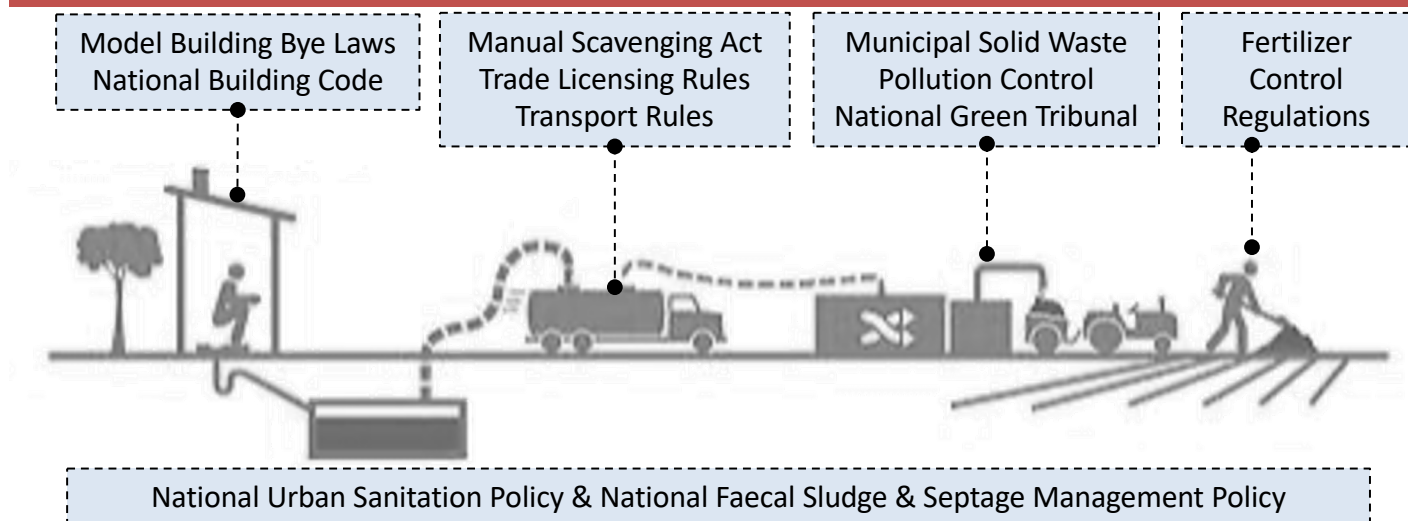 Model Building Bye Laws
National Building Code
Manual Scavenging Act
Trade Licensing Rules
Transport Rules
Municipal Solid Waste
Pollution Control
National Green Tribunal
Fertilizer
Control
Regulations
National Urban Sanitation Policy & National Faecal Sludge & Septage Management Policy